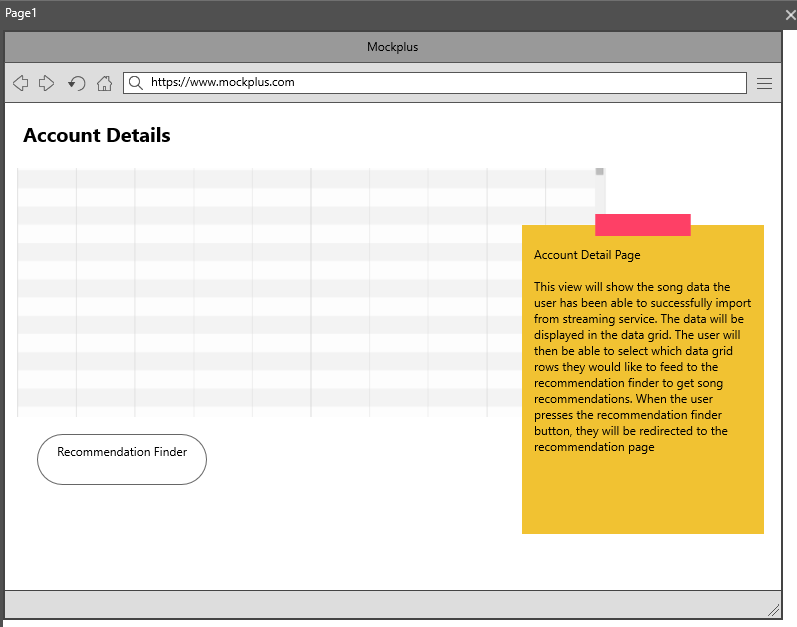 Page1
Mockplus
https://www.mockplus.com
Account Details
Account Detail Page
This view will show the song data the
user has been able to successfully import
from streaming service. The data will be
displayed in the data grid. The user will
then be able to select which data grid
rows they would like to feed to the
recommendation finder to get song
recommendations. When the user
presses the recommendation finder
button, they will be redirected to the
recommendation page
Recommendation Finder